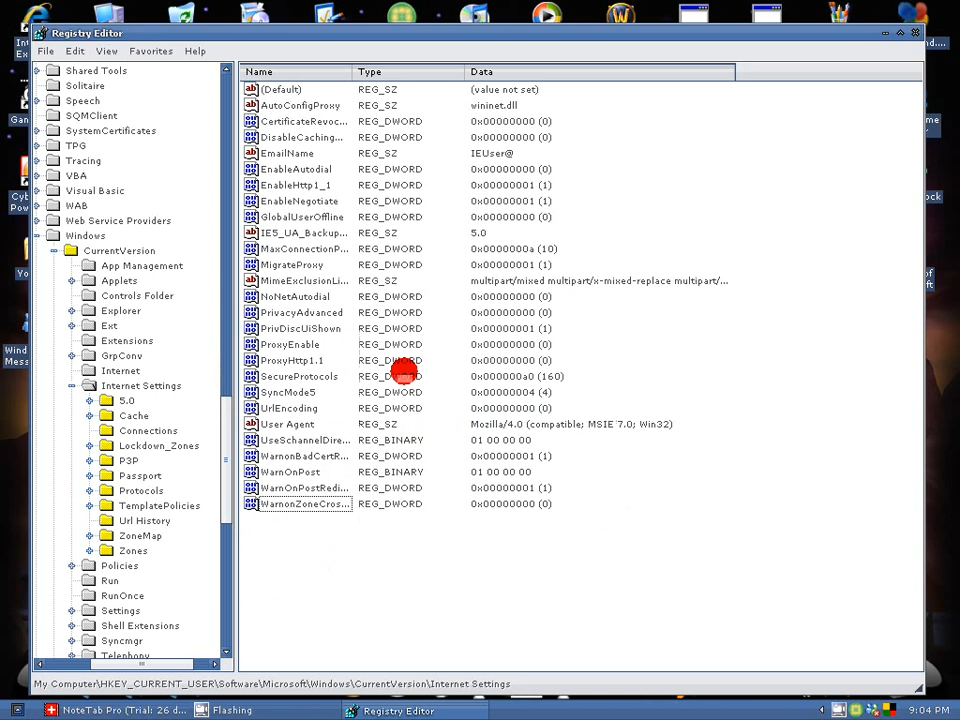 Registry Editor
File Edit View Favorites Help
Shared Tools
Solitaire
Speech
SQMClient
SystemCertificates
TPG
Tracing
VBA
Visual Basic
WAB
Web Service Providers
Windows
CurrentVersion
App Management
Applets
Controls Folder
Explorer
Ext
Extensions
GrpConv
Internet
Internet Settings
5.0
Cache
Connections
Lockdown_Zones
P3P
Passport
Protocols
TemplatePolicies
Url History
ZoneMap
Zones
Policies
Run
RunOnce
Settings
Shell Extensions
Syncmgr
Telephony
Name Type Data
(Default) REG_SZ (value not set)
AutoConfigProxy REG_SZ wininet.dll
CertificateRevoc... REG_DWORD 0x00000000 (0)
DisableCaching... REG_DWORD 0x00000000 (0)
EmailName REG_SZ IEUser@
EnableAutodial REG_DWORD 0x00000000 (0)
EnableHttp1_1 REG_DWORD 0x00000001 (1)
EnableNegotiate REG_DWORD 0x00000001 (1)
GlobalUserOffline REG_DWORD 0x00000000 (0)
IE5_UA_Backup... REG_SZ 5.0
MaxConnectionP... REG_DWORD 0x0000000a (10)
MigrateProxy REG_DWORD 0x00000001 (1)
MimeExclusionLi... REG_SZ multipart/mixed multipart/x-mixed-replace multipart/...
NoNetAutodial REG_DWORD 0x00000000 (0)
PrivacyAdvanced REG_DWORD 0x00000000 (0)
PrivDiscUiShown REG_DWORD 0x00000001 (1)
ProxyEnable REG_DWORD 0x00000000 (0)
ProxyHttp1.1 REG_DWORD 0x00000000 (0)
SecureProtocols REG_DWORD 0x000000a0 (160)
SyncMode5 REG_DWORD 0x00000004 (4)
UrlEncoding REG_DWORD 0x00000000 (0)
User Agent REG_SZ Mozilla/4.0 (compatible; MSIE 7.0; Win32)
UseSchannelDire... REG_BINARY 01 00 00 00
WarnonBadCertR... REG_DWORD 0x00000001 (1)
WarnOnPost REG_BINARY 01 00 00 00
WarnOnPostRedi... REG_DWORD 0x00000001 (1)
WarnonZoneCros... REG_DWORD 0x00000000 (0)
My Computer\HKEY_CURRENT_USER\Software\Microsoft\Windows\CurrentVersion\Internet Settings
NoteTab Pro (Trial: 26 d... Flashing Registry Editor 9:04 PM